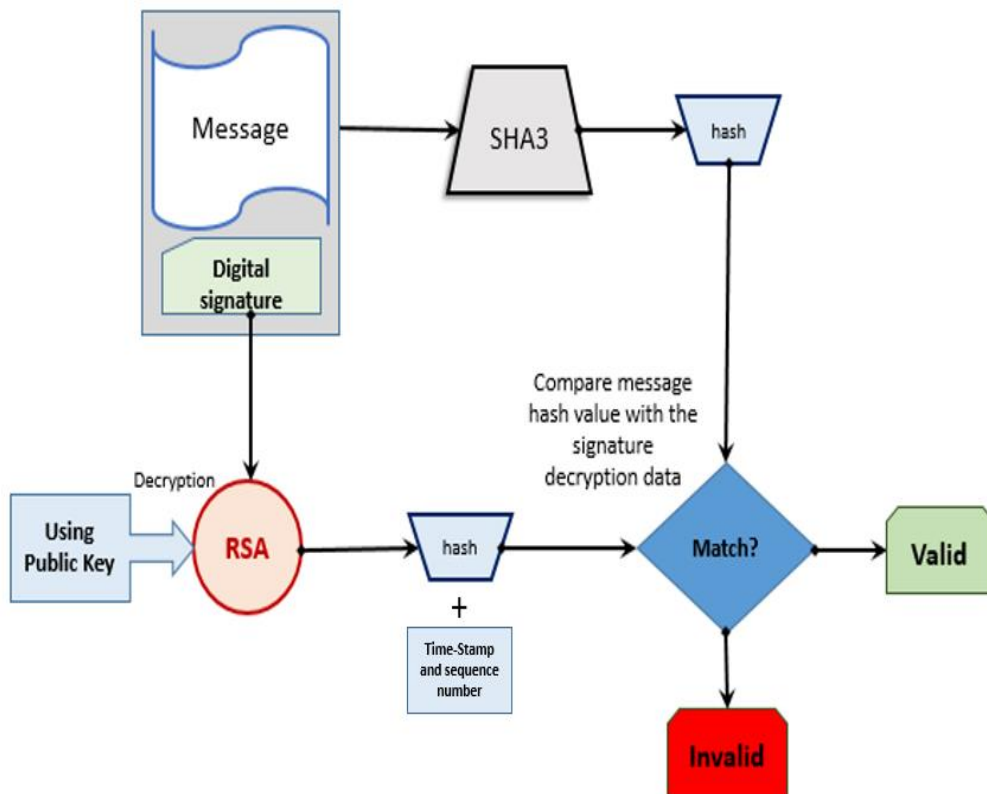 Message
SHA3
hash
Digital
signature
Compare message
hash value with the
signature
decryption data
Decryption
Using
Public Key
RSA
hash
Match?
Valid
+
Time-Stamp
and sequence
number
Invalid